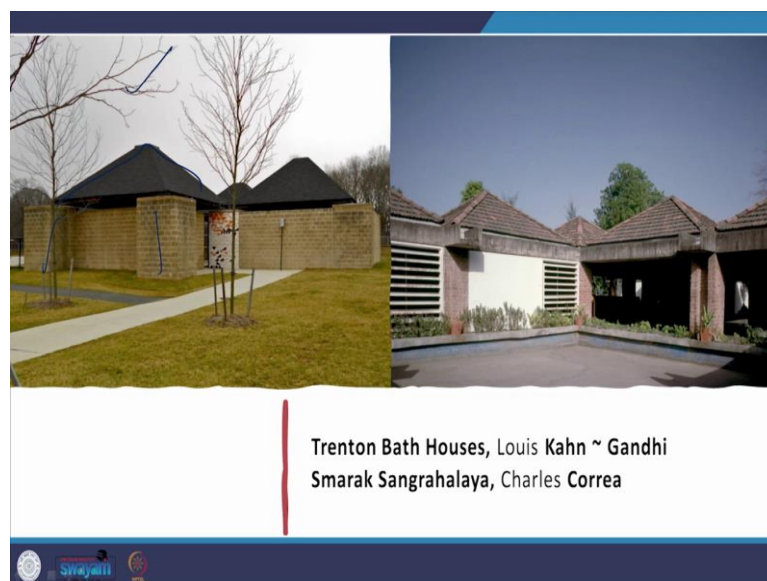 Trenton Bath Houses, Louis Kahn ~ Gandhi
Smarak Sangrahalaya, Charles Correa
swayam